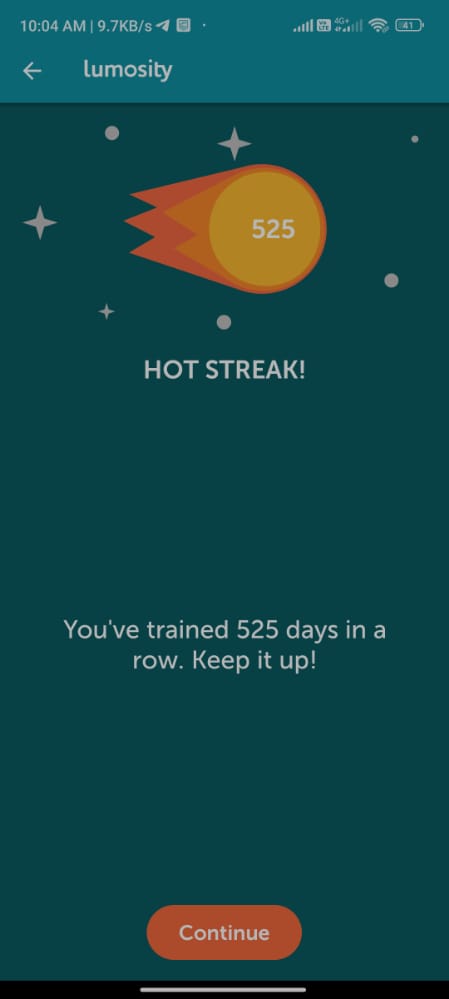 10:04 AM | 9.7KB/s
4G+
41
lumosity
525
HOT STREAK!
You've trained 525 days in a
row. Keep it up!
Continue